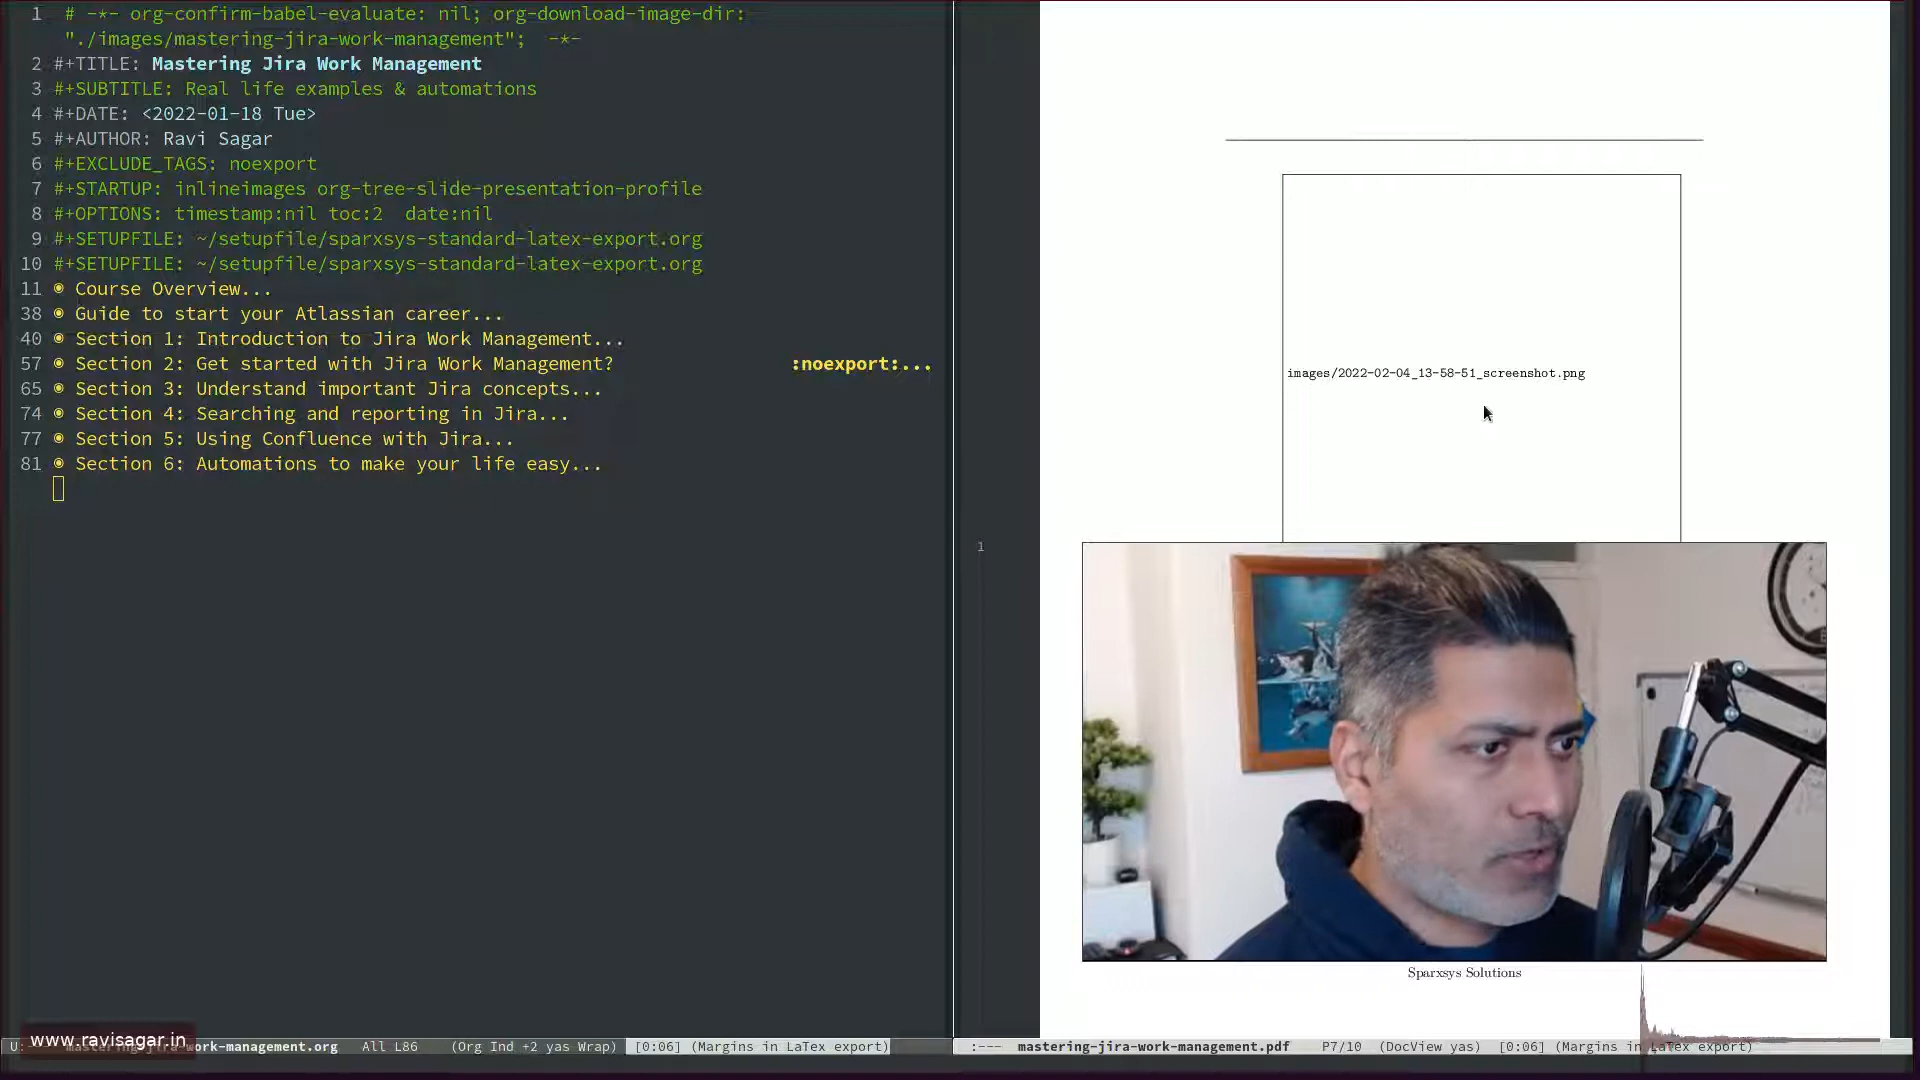 1 # -*- org-confirm-babel-evaluate: nil; org-download-image-dir:
"./images/mastering-jira-work-management";  -*-
2 #+TITLE: Mastering Jira Work Management
3 #+SUBTITLE: Real life examples & automations
4 #+DATE: <2022-01-18 Tue>
5 #+AUTHOR: Ravi Sagar
6 #+EXCLUDE_TAGS: noexport
7 #+STARTUP: inlineimages org-tree-slide-presentation-profile
8 #+OPTIONS: timestamp:nil toc:2  date:nil
9 #+SETUPFILE: ~/setupfile/sparxsys-standard-latex-export.org
10 #+SETUPFILE: ~/setupfile/sparxsys-standard-latex-export.org
11 ◉ Course Overview...
38 ◉ Guide to start your Atlassian career...
40 ◉ Section 1: Introduction to Jira Work Management...
57 ◉ Section 2: Get started with Jira Work Management? :noexport:...
65 ◉ Section 3: Understand important Jira concepts...
74 ◉ Section 4: Searching and reporting in Jira...
77 ◉ Section 5: Using Confluence with Jira...
81 ◉ Section 6: Automations to make your life easy...
images/2022-02-04_13-58-51_screenshot.png
1
Sparxsys Solutions
www.ravisagar.in
U: mastering-jira-work-management.org All L86 (Org Ind +2 yas Wrap) [0:06] (Margins in LaTex export)
:--- mastering-jira-work-management.pdf P7/10 (DocView yas) [0:06] (Margins in LaTex export)